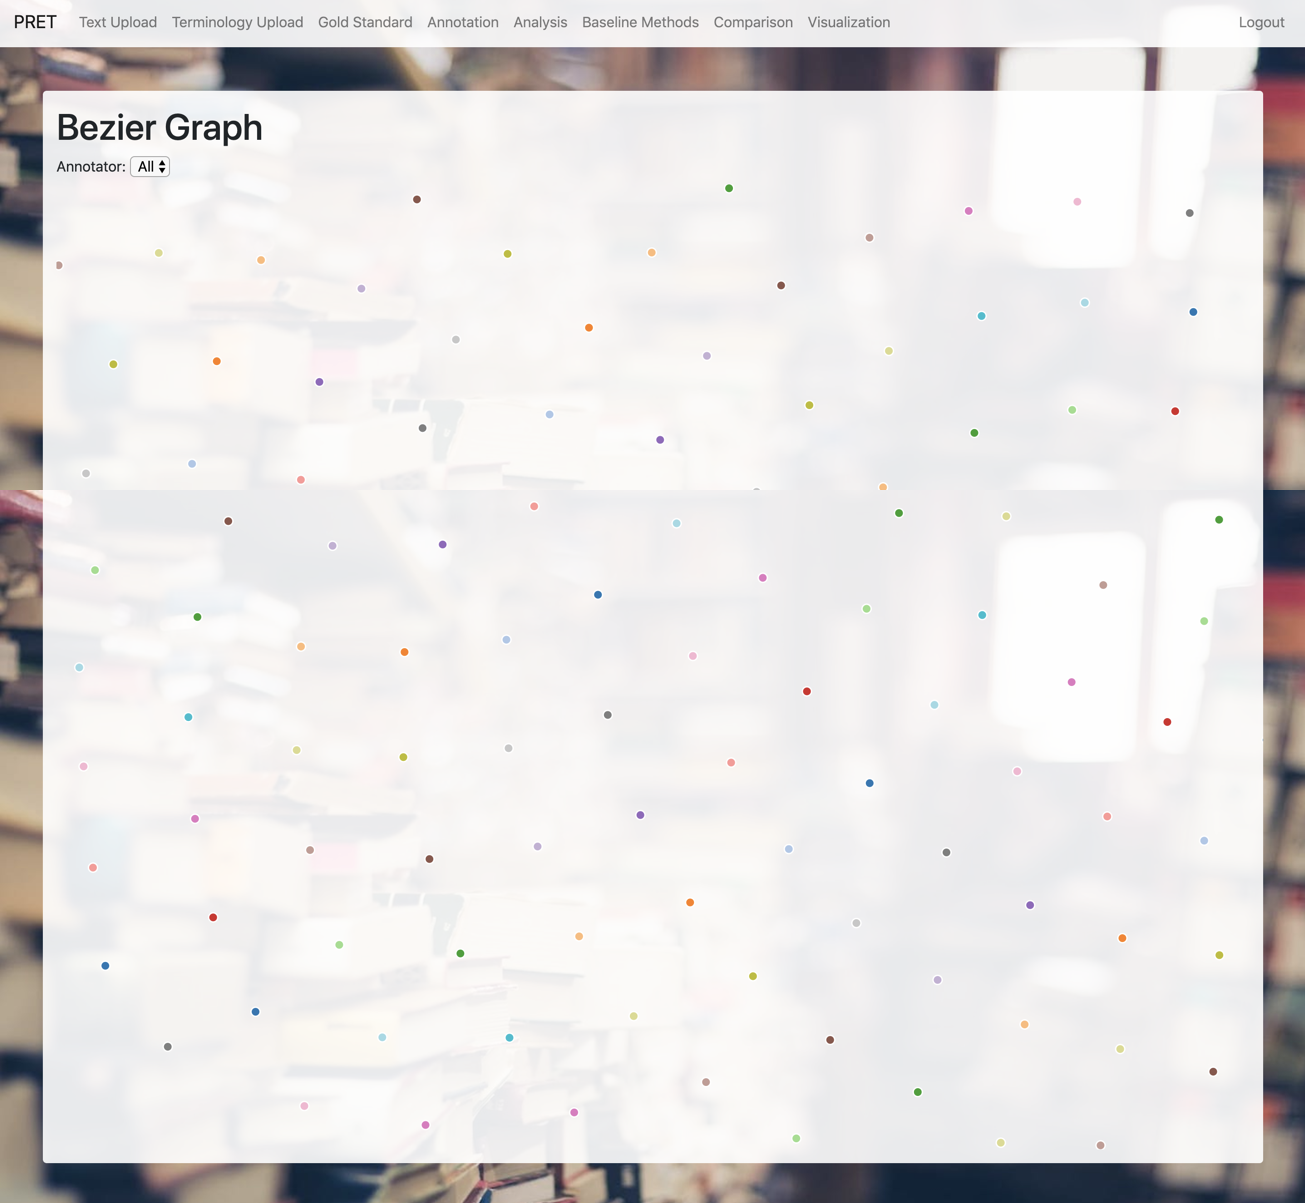 PRET Text Upload Terminology Upload Gold Standard Annotation Analysis Baseline Methods Comparison Visualization Logout
Bezier Graph
Annotator: All